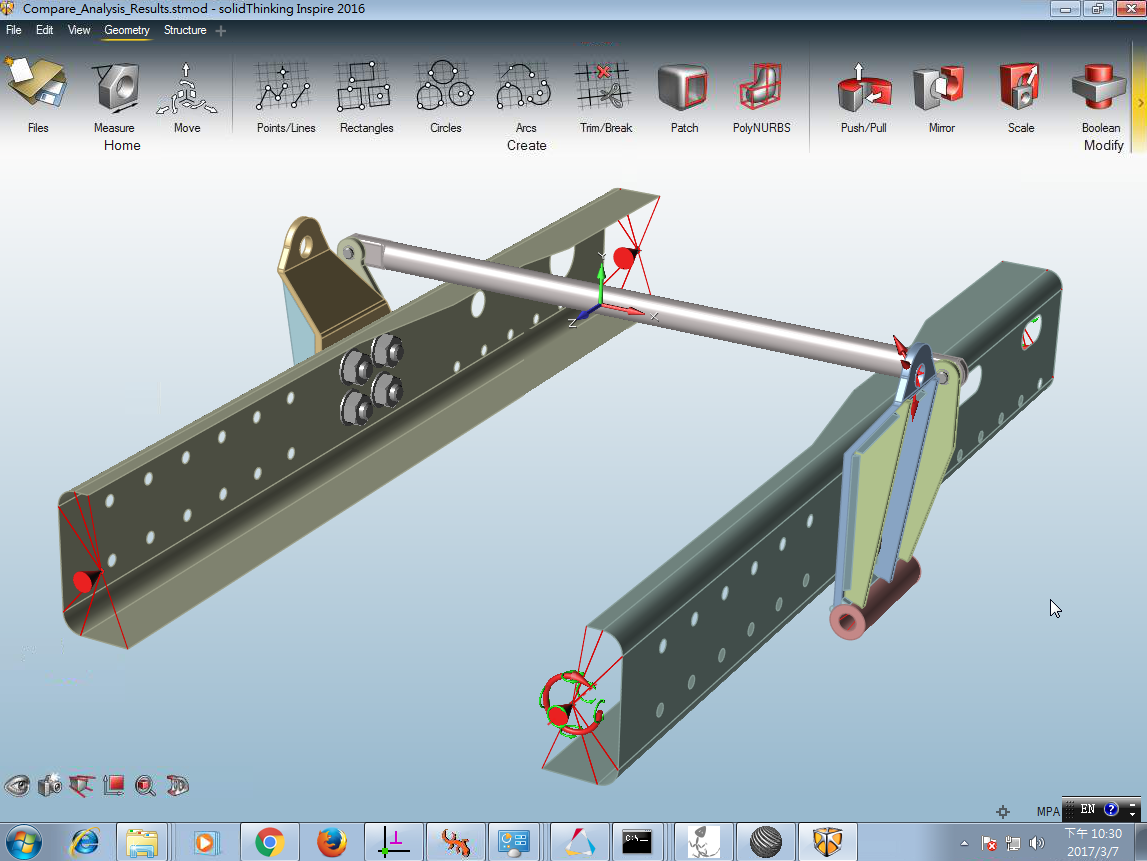 Compare_Analysis_Results.stmod - solidThinking Inspire 2016
File Edit View Geometry Structure
Files Measure Move Points/Lines Rectangles Circles Arcs Trim/Break Patch PolyNURBS Push/Pull Mirror Scale Boolean
Home Create Modify
Y
X
Z
MPA EN
C:\
下午 10:30
2017/3/7